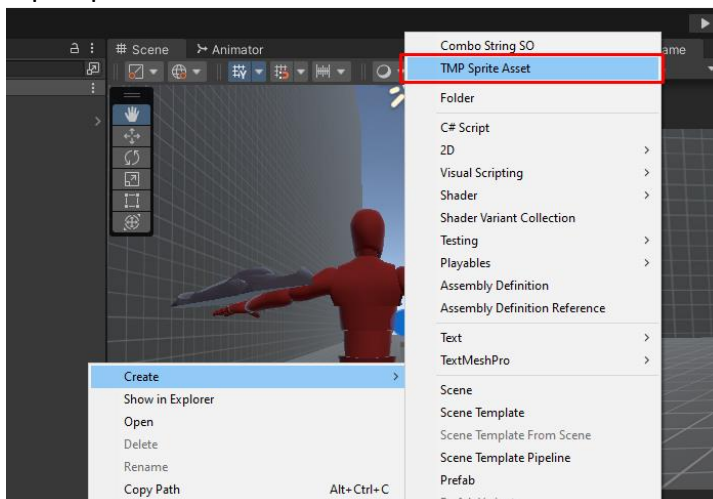 # Scene
Animator
ame
Combo String SO
TMP Sprite Asset
Folder
C# Script
2D
Visual Scripting
Shader
Shader Variant Collection
Testing
Playables
Assembly Definition
Assembly Definition Reference
Text
TextMeshPro
Scene
Scene Template
Scene Template From Scene
Scene Template Pipeline
Prefab
Create
Show in Explorer
Open
Delete
Rename
Copy Path Alt+Ctrl+C